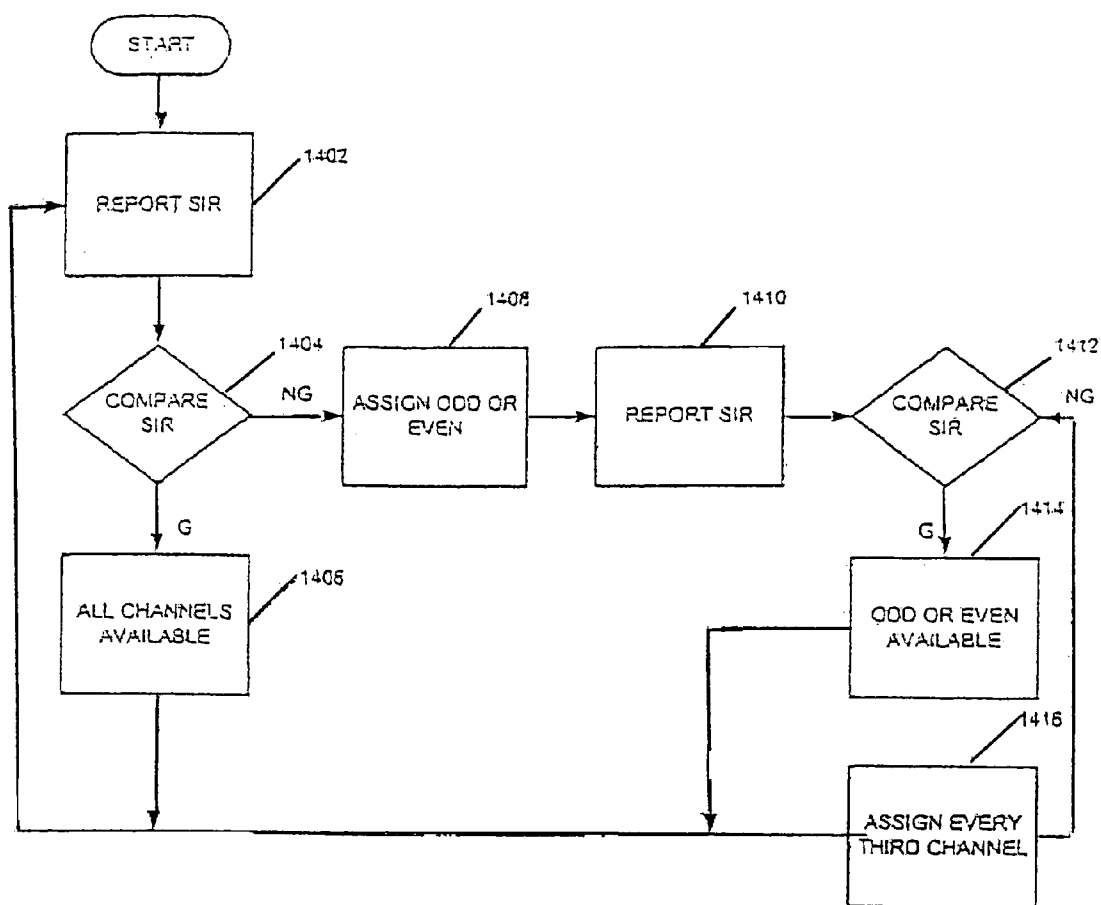 START
1402
REPORT SIR
1404
COMPARE
SIR
NG
1408
ASSIGN ODD OR
EVEN
1410
REPORT SIR
1412
COMPARE
SIR
NG
G
1406
ALL CHANNELS
AVAILABLE
G
1414
ODD OR EVEN
AVAILABLE
1416
ASSIGN EVERY
THIRD CHANNEL